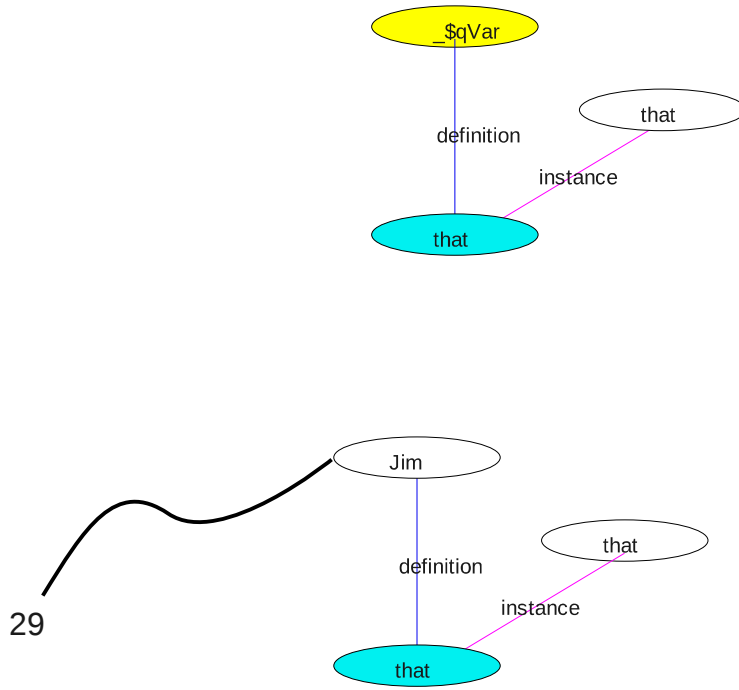 _$qVar
that
definition
instance
that
Jim
that
definition
instance
29
that